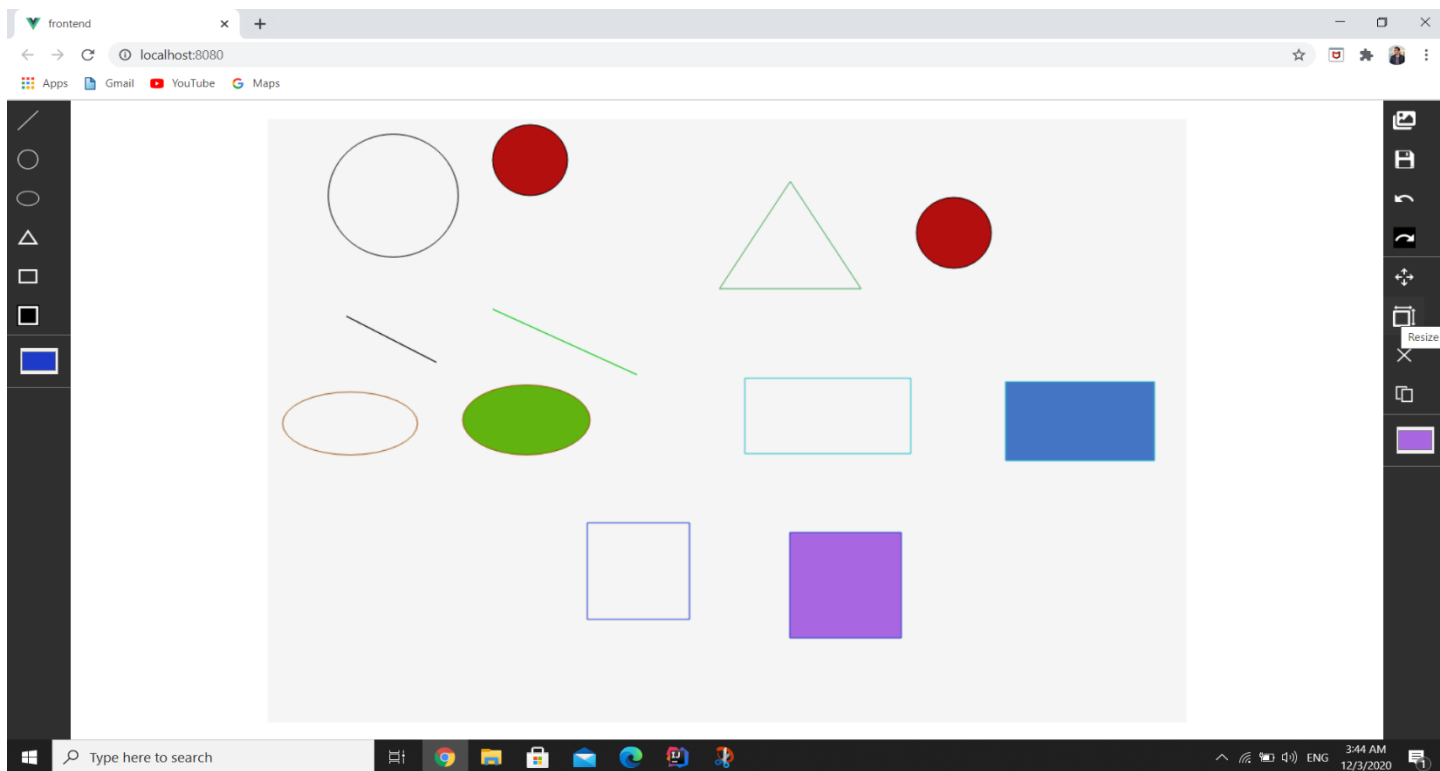 frontend
localhost:8080
Apps Gmail YouTube Maps
Resize
Type here to search
ENG
3:44 AM
12/3/2020
1